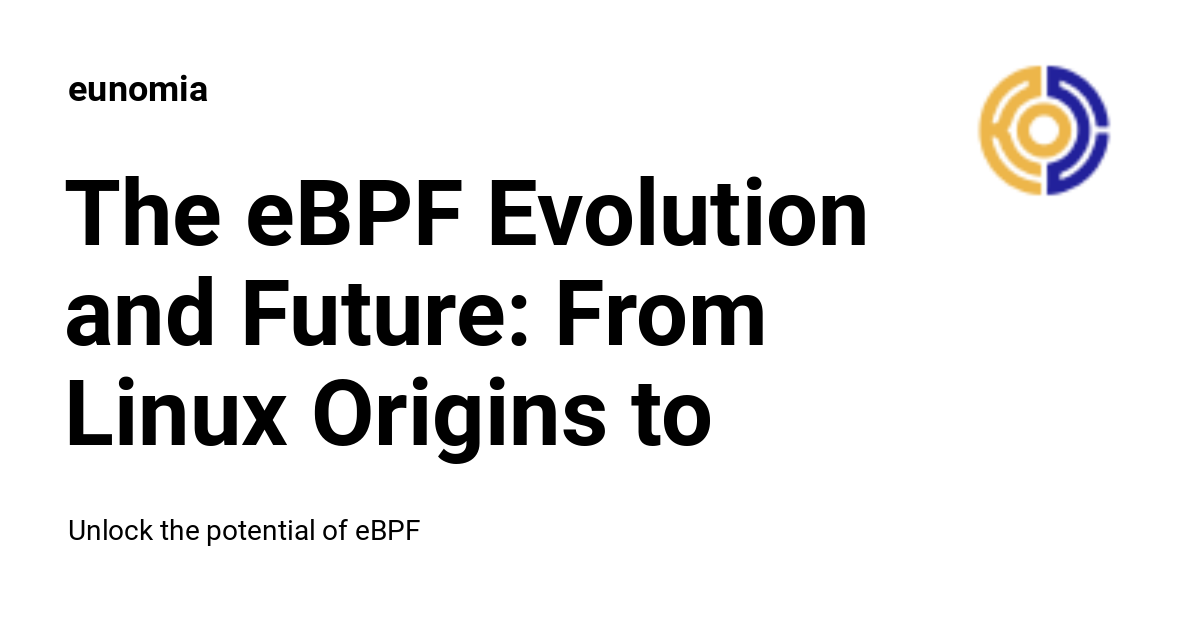 eunomia
The eBPF Evolution
and Future: From
Linux Origins to
Unlock the potential of eBPF